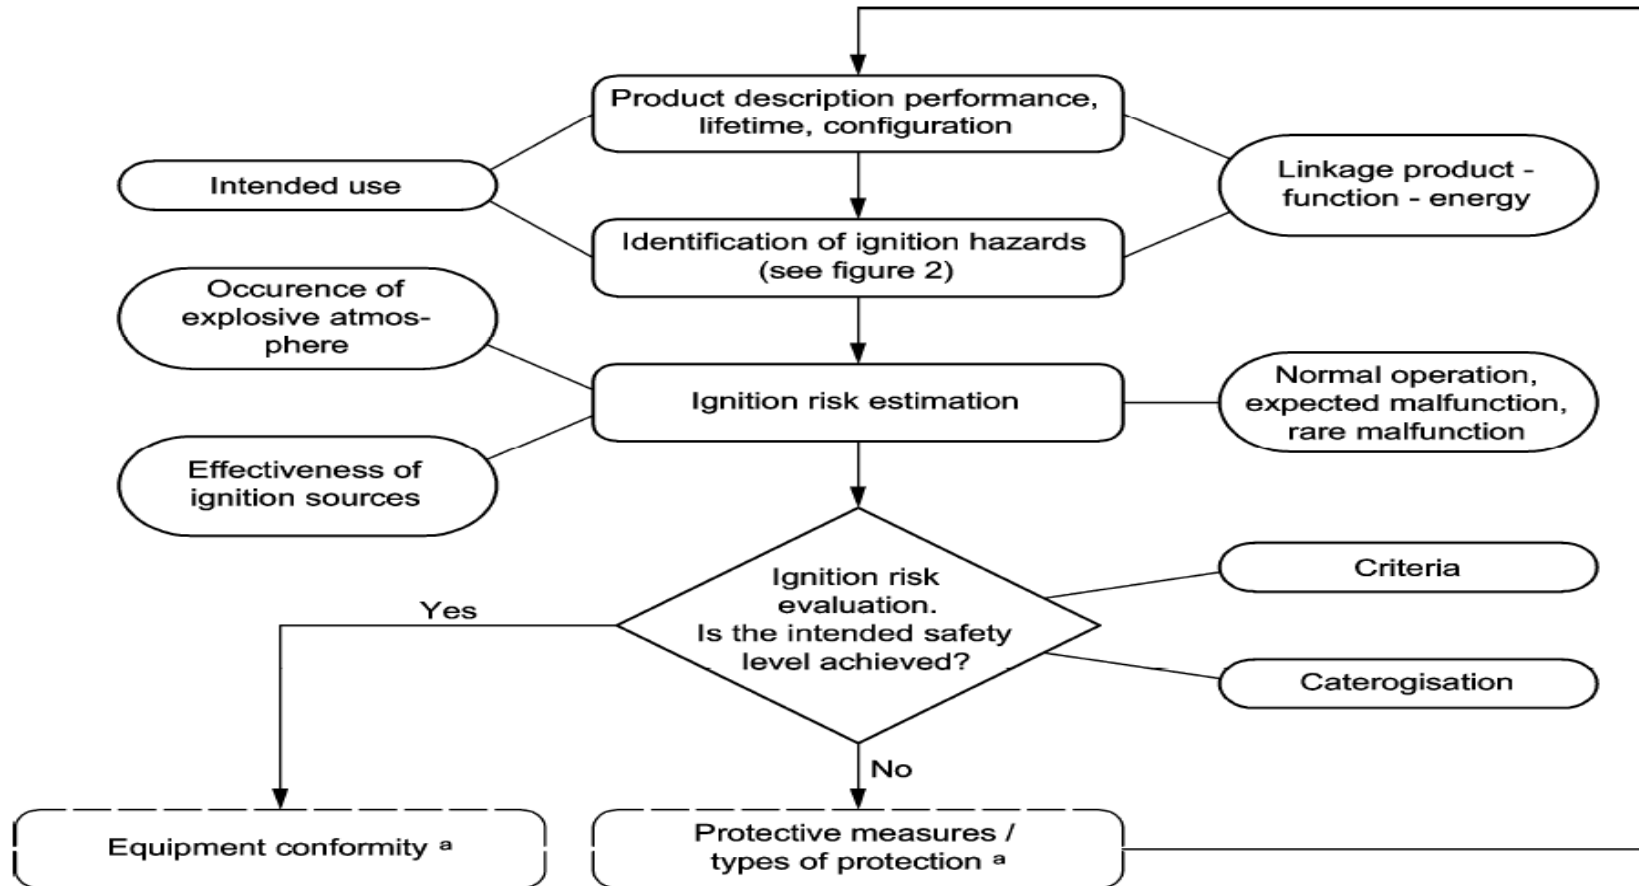 Product description performance,
lifetime, configuration
Intended use
Linkage product -
function - energy
Identification of ignition hazards
(see figure 2)
Occurence of
explosive atmos-
phere
Ignition risk estimation
Normal operation,
expected malfunction,
rare malfunction
Effectiveness of
ignition sources
Ignition risk
evaluation.
Is the intended safety
level achieved?
Criteria
Caterogisation
Yes
No
Equipment conformity a
Protective measures /
types of protection a